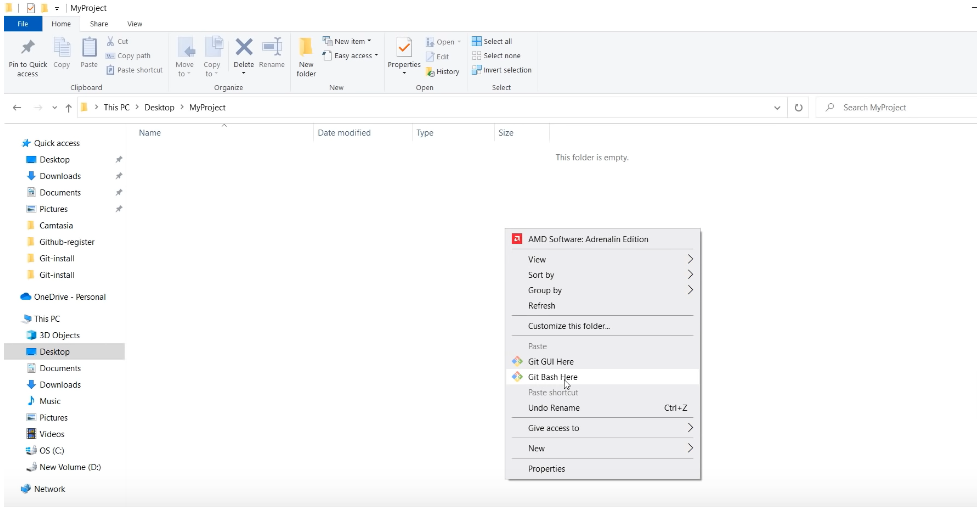 MyProject
File Home Share View
Pin to Quick access
Copy
Paste
Cut
Copy path
Paste shortcut
Clipboard
Move to
Copy to
Delete
Rename
Organize
New folder
New item
Easy access
New
Properties
Open
Edit
History
Open
Select all
Select none
Invert selection
Select
This PC > Desktop > MyProject
Search MyProject
Name Date modified Type Size
This folder is empty.
Quick access
Desktop
Downloads
Documents
Pictures
Camtasia
Github-register
Git-install
Git-install
OneDrive - Personal
This PC
3D Objects
Desktop
Documents
Downloads
Music
Pictures
Videos
OS (C:)
New Volume (D:)
Network
AMD Software: Adrenalin Edition
View
Sort by
Group by
Refresh
Customize this folder...
Paste
Git GUI Here
Git Bash Here
Paste shortcut
Undo Rename Ctrl+Z
Give access to
New
Properties